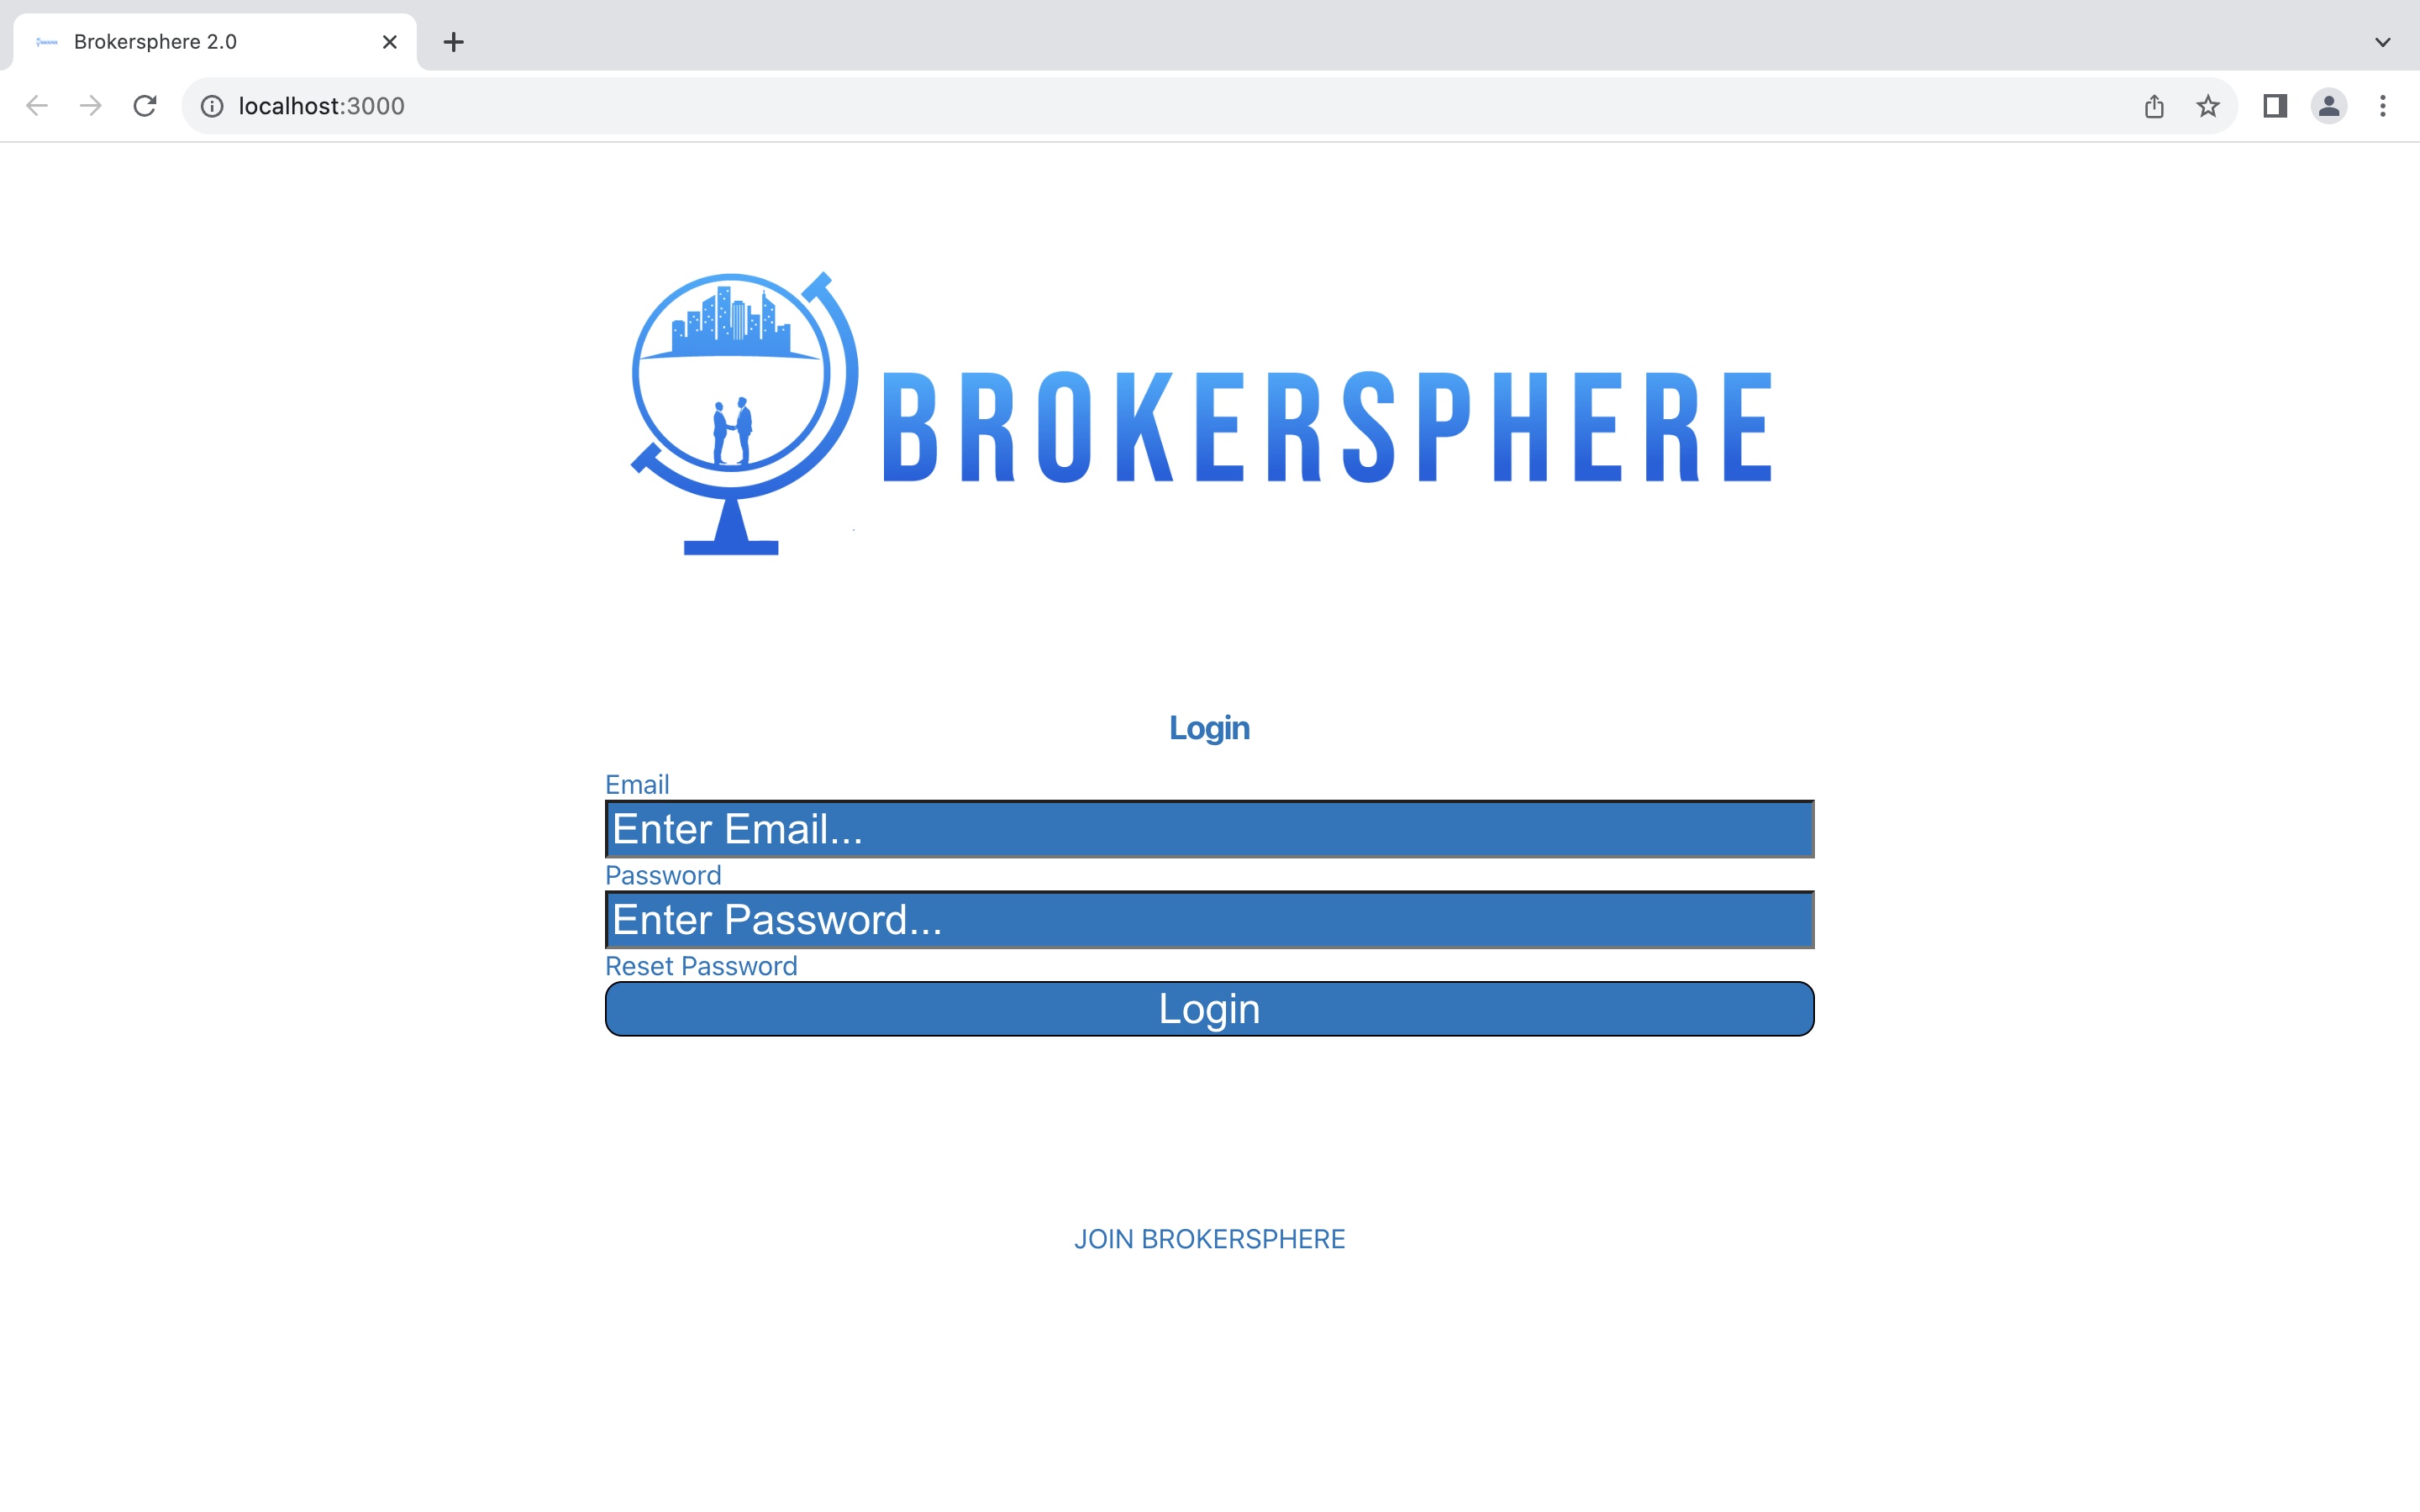 Brokersphere 2.0
localhost:3000
BROKERSPHERE
Login
Email
Enter Email...
Password
Enter Password...
Reset Password
Login
JOIN BROKERSPHERE